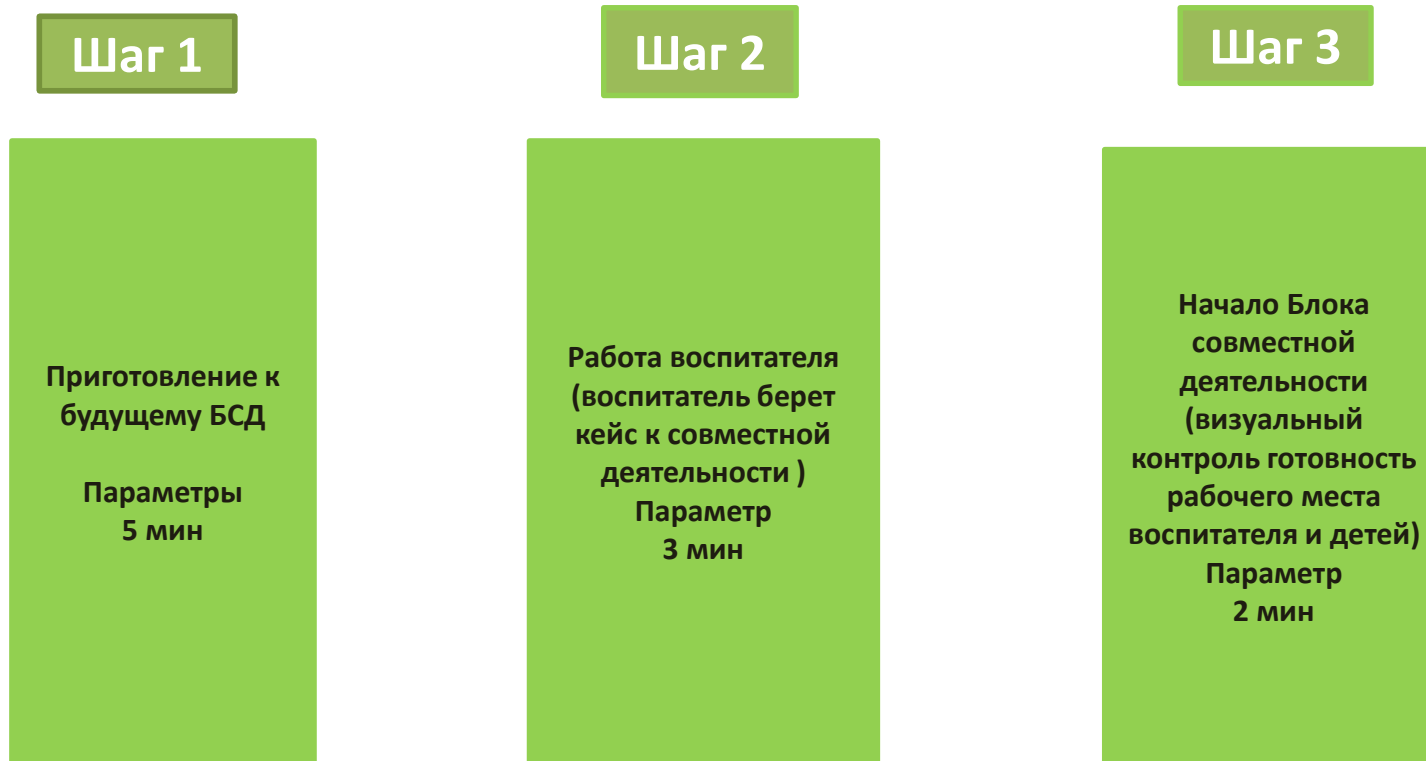 Шаг 1
Шаг 2
Шаг 3
Приготовление к
будущему БСД
Параметры
5 мин
Работа воспитателя
(воспитатель берет
кейс к совместной
деятельности )
Параметр
3 мин
Начало Блока
совместной
деятельности
(визуальный
контроль готовность
рабочего места
воспитателя и детей)
Параметр
2 мин